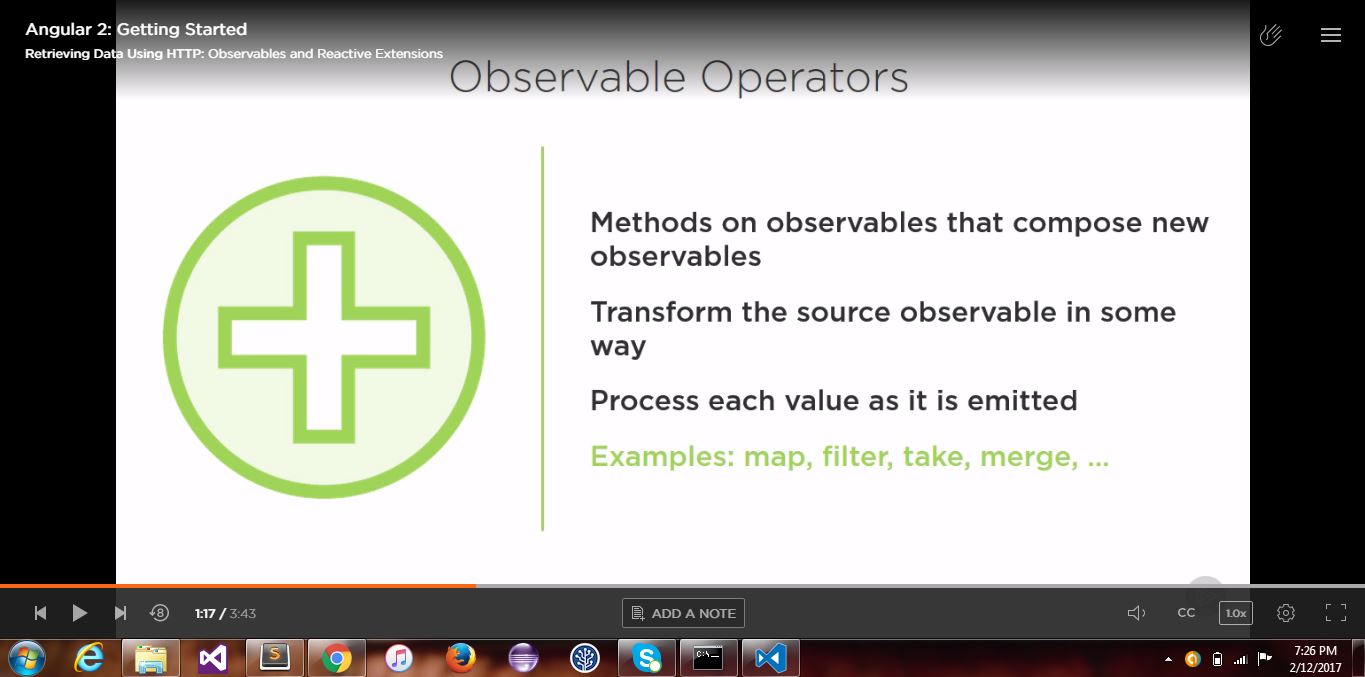 Angular 2: Getting Started
Retrieving Data Using HTTP: Observables and Reactive Extensions
Observable Operators
Methods on observables that compose new
observables
Transform the source observable in some
way
Process each value as it is emitted
Examples: map, filter, take, merge, ...
8
1:17 / 3:43
ADD A NOTE
CC
1.0x
S
C:\_
S
7:26 PM
2/12/2017